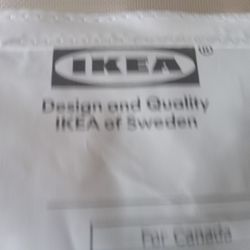 IKEA ®
Design and Quality
IKEA of Sweden
For Canada